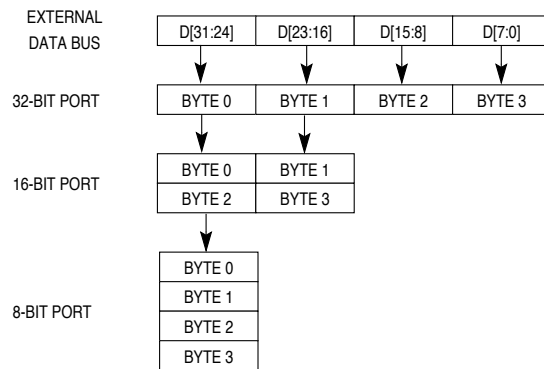 EXTERNAL
DATA BUS
D[31:24] D[23:16] D[15:8] D[7:0]
32-BIT PORT BYTE 0 BYTE 1 BYTE 2 BYTE 3
16-BIT PORT
BYTE 0 BYTE 1
BYTE 2 BYTE 3
8-BIT PORT
BYTE 0
BYTE 1
BYTE 2
BYTE 3